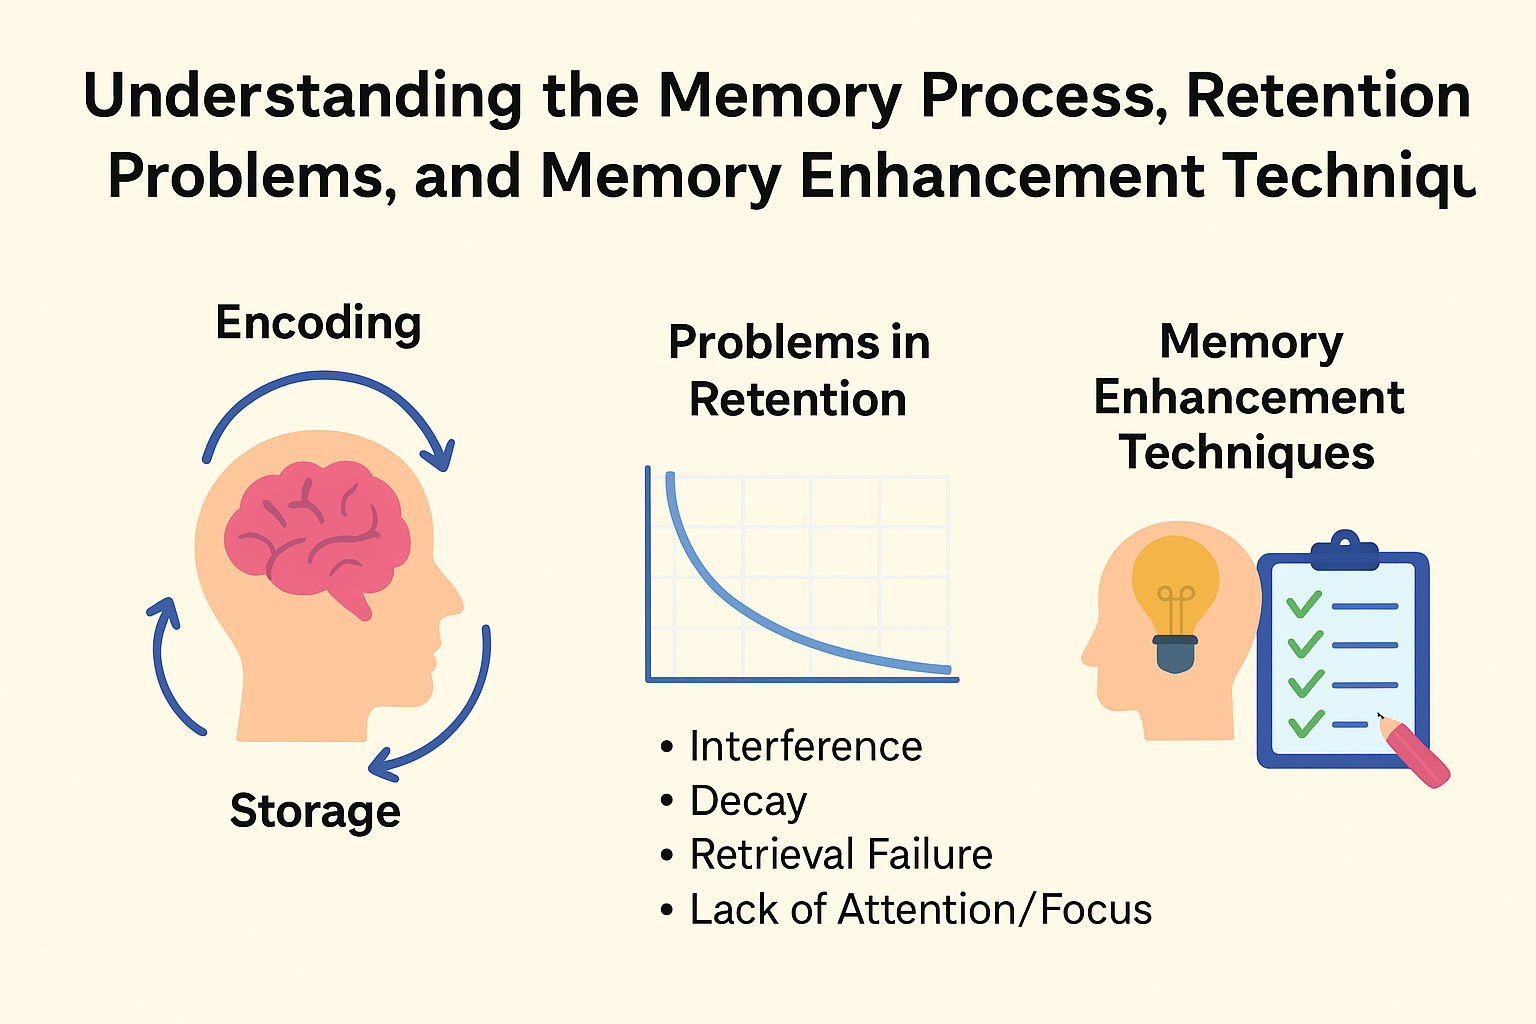 Understanding the Memory Process, Retention
Problems, and Memory Enhancement Techniqu
Encoding
Storage
Problems in
Retention
• Interference
• Decay
• Retrieval Failure
• Lack of Attention/Focus
Memory
Enhancement
Techniques